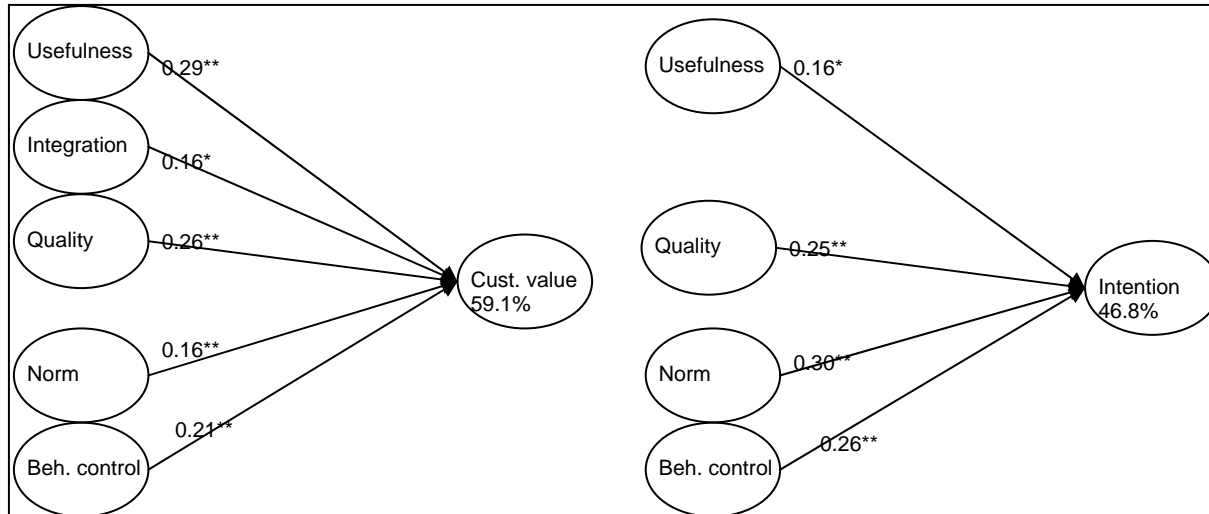 Usefulness
0.29**
Integration
0.16*
Quality
0.26**
Cust. value
59.1%
Norm
0.16**
Beh. control
0.21**
Usefulness
0.16*
Quality
0.25**
Intention
46.8%
Norm
0.30**
Beh. control
0.26**